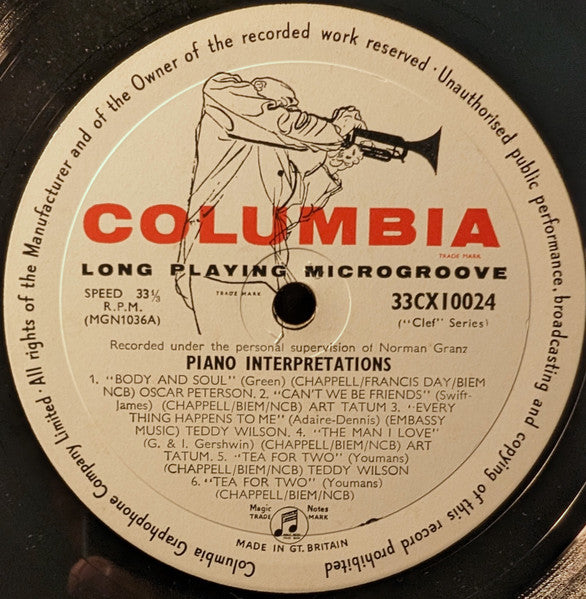 All rights of the Manufacturer and of the Owner of the recorded work reserved · Unauthorised public performance, broadcasting and copying of this record prohibited
Columbia Graphophone Company Limited ·
COLUMBIA
TRADE MARK
LONG PLAYING MICROGROOVE
SPEED 33⅓
R.P.M.
(MGN1036A)
TRADE MARK
33CX10024
("Clef" Series)
Recorded under the personal supervision of Norman Granz
PIANO INTERPRETATIONS
1. "BODY AND SOUL" (Green) (CHAPPELL/FRANCIS DAY/BIEM
NCB) OSCAR PETERSON. 2. "CAN'T WE BE FRIENDS" (Swift-
James) (CHAPPELL/BIEM/NCB) ART TATUM 3. "EVERY
THING HAPPENS TO ME" (Adaire-Dennis) (EMBASSY
MUSIC) TEDDY WILSON. 4. "THE MAN I LOVE"
(G. & I. Gershwin) (CHAPPELL/BIEM/NCB) ART
TATUM. 5. "TEA FOR TWO" (Youmans)
(CHAPPELL/BIEM/NCB) TEDDY WILSON
6. "TEA FOR TWO" (Youmans)
(CHAPPELL/BIEM/NCB)
Magic Notes
TRADE MARK
MADE IN GT. BRITAIN